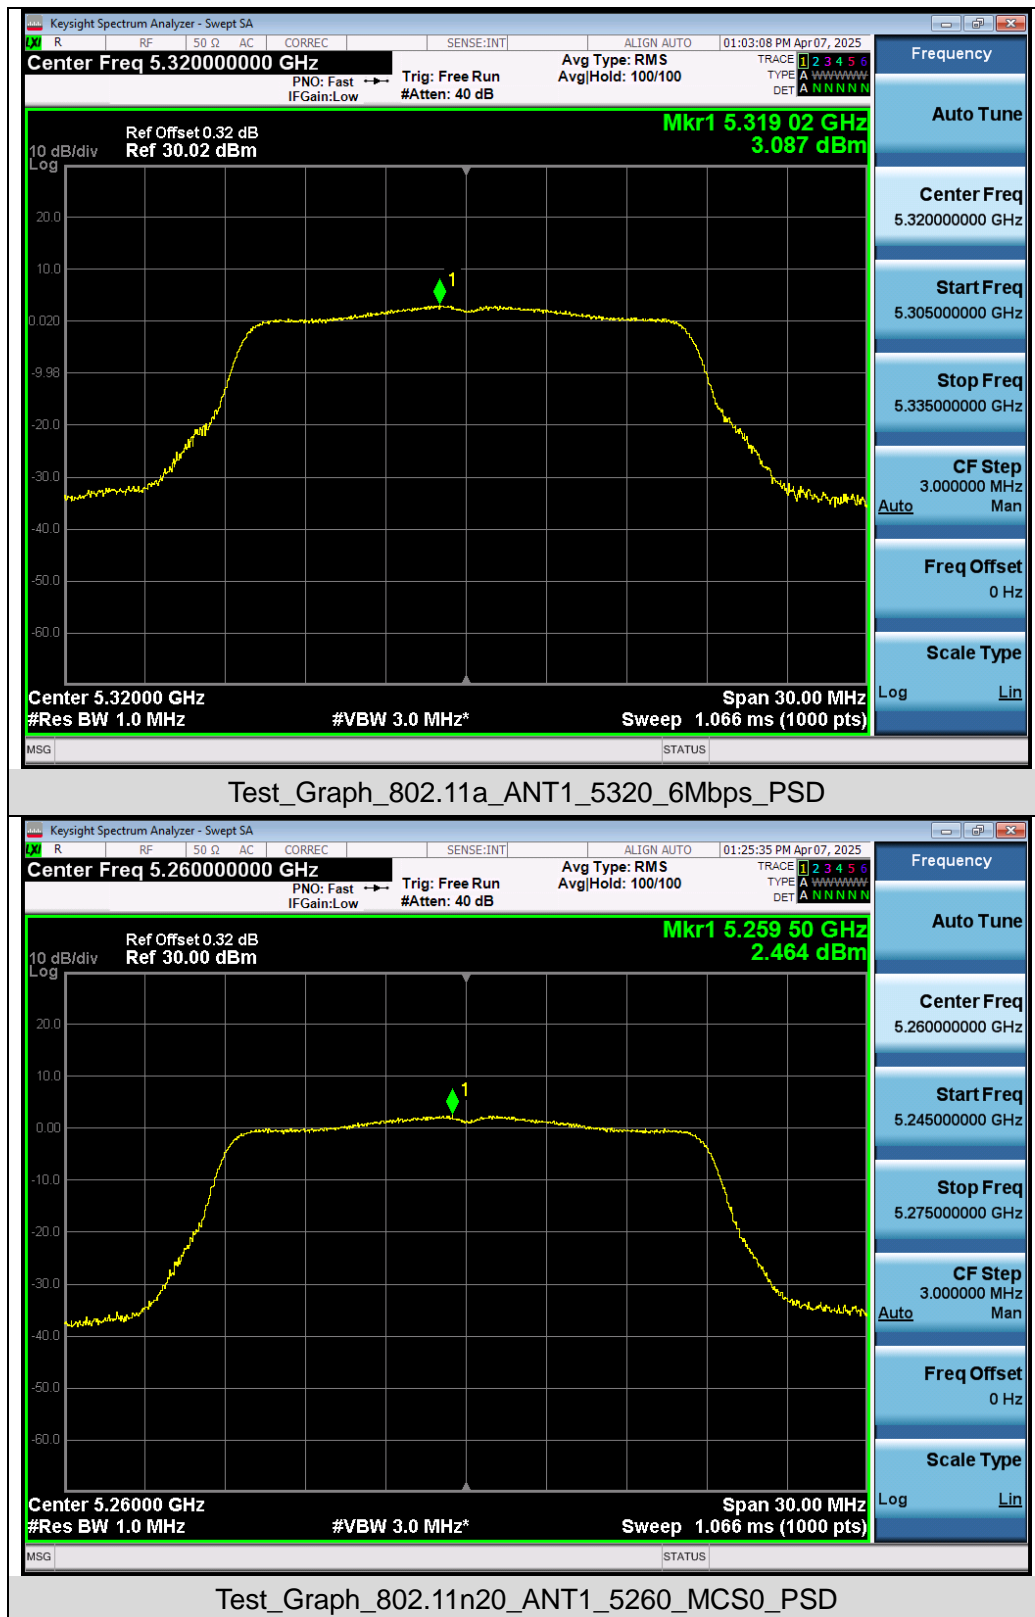 Keysight Spectrum Analyzer - Swept SA
LXI R RF 50 Ω AC CORREC SENSE:INT ALIGN AUTO 01:03:08 PM Apr 07, 2025
Center Freq 5.320000000 GHz
PNO: Fast
IFGain:Low
Trig: Free Run
#Atten: 40 dB
Avg Type: RMS
Avg|Hold: 100/100
TRACE 1 2 3 4 5 6
TYPE A WWWWW
DET A N N N N N
Ref Offset 0.32 dB
Ref 30.02 dBm
10 dB/div
Log
Mkr1 5.319 02 GHz
3.087 dBm
1
20.0
10.0
0.020
-9.98
-20.0
-30.0
-40.0
-50.0
-60.0
Center 5.32000 GHz
Span 30.00 MHz
#Res BW 1.0 MHz
#VBW 3.0 MHz*
Sweep 1.066 ms (1000 pts)
MSG
STATUS
Frequency
Auto Tune
Center Freq
5.320000000 GHz
Start Freq
5.305000000 GHz
Stop Freq
5.335000000 GHz
CF Step
3.000000 MHz
Auto Man
Freq Offset
0 Hz
Scale Type
Log Lin
Test_Graph_802.11a_ANT1_5320_6Mbps_PSD
Keysight Spectrum Analyzer - Swept SA
LXI R RF 50 Ω AC CORREC SENSE:INT ALIGN AUTO 01:25:35 PM Apr 07, 2025
Center Freq 5.260000000 GHz
PNO: Fast
IFGain:Low
Trig: Free Run
#Atten: 40 dB
Avg Type: RMS
Avg|Hold: 100/100
TRACE 1 2 3 4 5 6
TYPE A WWWWW
DET A N N N N N
Ref Offset 0.32 dB
Ref 30.00 dBm
10 dB/div
Log
Mkr1 5.259 50 GHz
2.464 dBm
1
20.0
10.0
0.00
-10.0
-20.0
-30.0
-40.0
-50.0
-60.0
Center 5.26000 GHz
Span 30.00 MHz
#Res BW 1.0 MHz
#VBW 3.0 MHz*
Sweep 1.066 ms (1000 pts)
MSG
STATUS
Frequency
Auto Tune
Center Freq
5.260000000 GHz
Start Freq
5.245000000 GHz
Stop Freq
5.275000000 GHz
CF Step
3.000000 MHz
Auto Man
Freq Offset
0 Hz
Scale Type
Log Lin
Test_Graph_802.11n20_ANT1_5260_MCS0_PSD